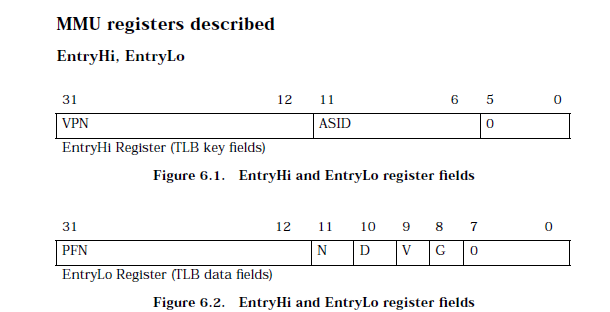 MMU registers described
EntryHi, EntryLo
31 12 11 6 5 0
VPN ASID 0
EntryHi Register (TLB key fields)
Figure 6.1. EntryHi and EntryLo register fields
31 12 11 10 9 8 7 0
PFN N D V G 0
EntryLo Register (TLB data fields)
Figure 6.2. EntryHi and EntryLo register fields